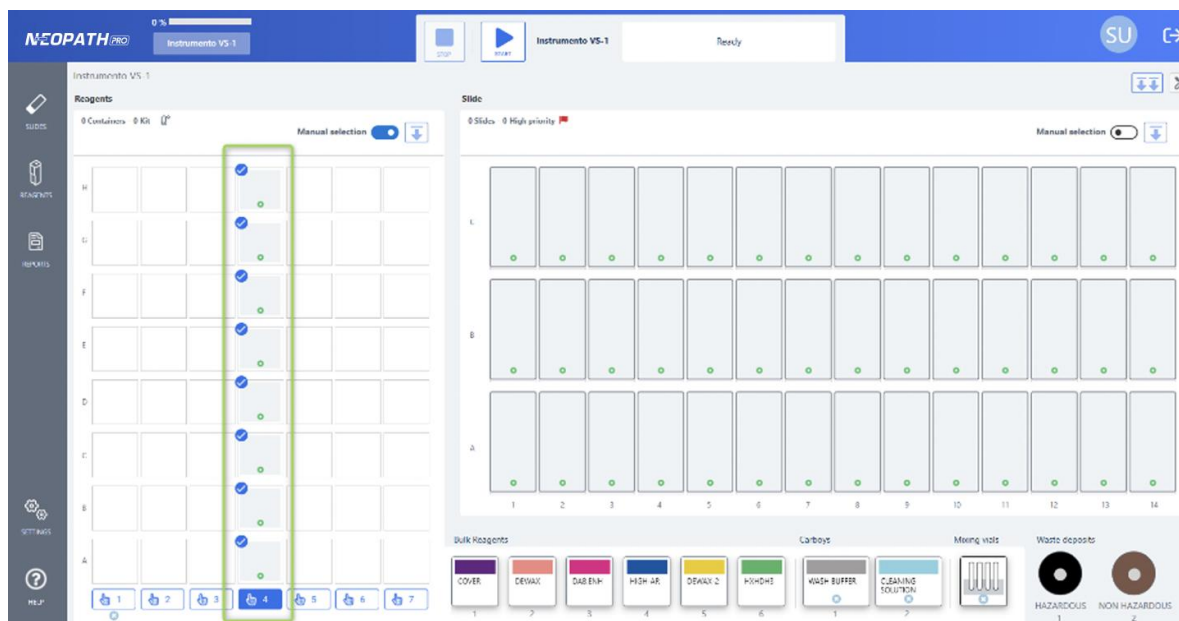 NEOPATH PRO
0 %
Instrumento VS-1
STOP
START
Instrumento VS-1
Ready
SU
SLIDES
REAGENTS
REPORTS
SETTINGS
HELP
Instrumento VS-1
Reagents
0 Containers 0 Kit
Manual selection
H
G
F
E
D
C
B
A
1 2 3 4 5 6 7
Slide
0 Slides 0 High priority
Manual selection
C
B
A
1 2 3 4 5 6 7 8 9 10 11 12 13 14
Bulk Reagents
COVER DEWAX DAB ENH HIGH AR DEWAX 2 HXHDHS
1 2 3 4 5 6
Carboys
WASH BUFFER CLEANING SOLUTION
1 2
Mixing vials
Waste deposits
HAZARDOUS NON HAZARDOUS
1 2